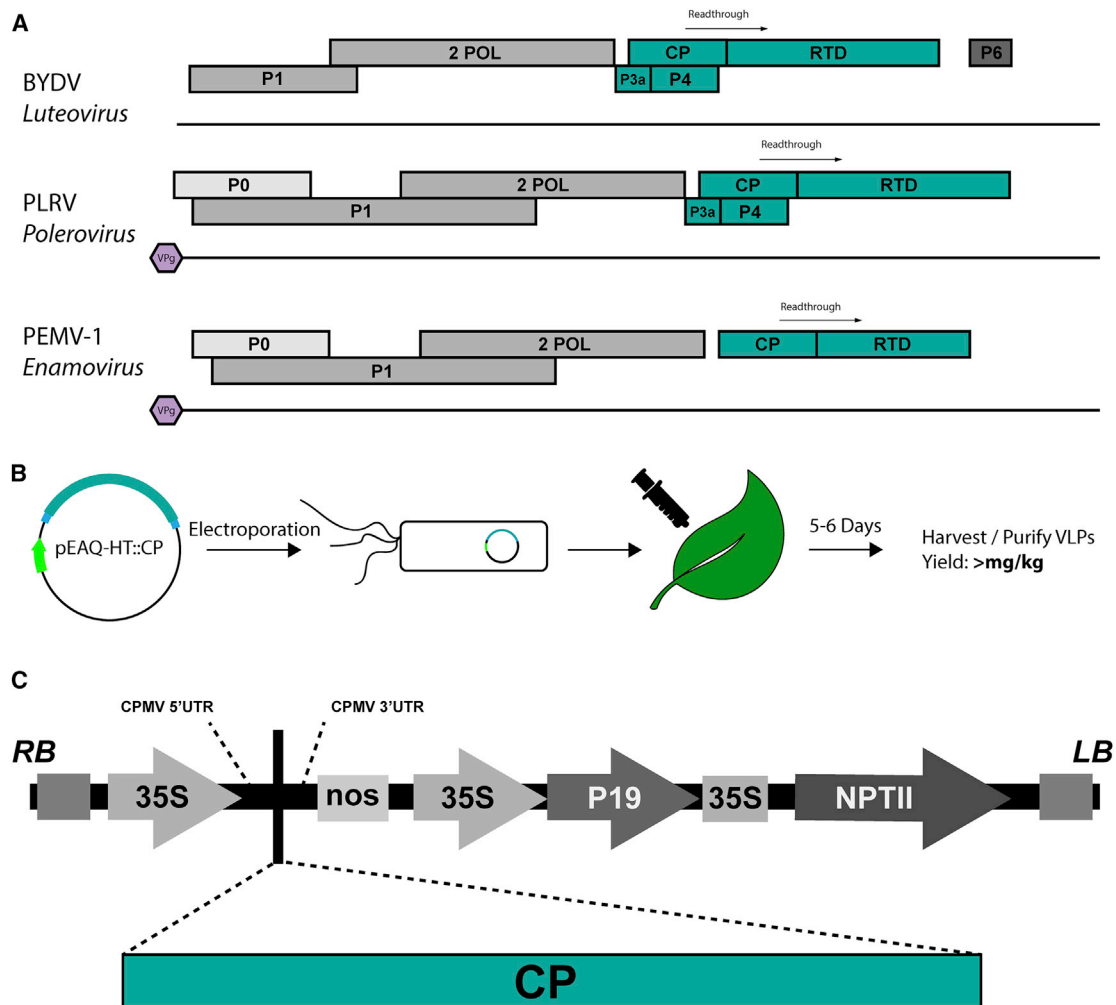 A
Readthrough
2 POL
CP
RTD
P6
BYDV
Luteovirus
P1
P3a
P4
Readthrough
P0
2 POL
CP
RTD
PLRV
Polerovirus
P1
P3a
P4
VPg
Readthrough
PEMV-1
Enamovirus
P0
2 POL
CP
RTD
P1
VPg
B
pEAQ-HT::CP
Electroporation
5-6 Days
Harvest / Purify VLPs
Yield: >mg/kg
C
CPMV 5'UTR
CPMV 3'UTR
RB
LB
35S
nos
35S
P19
35S
NPTII
CP